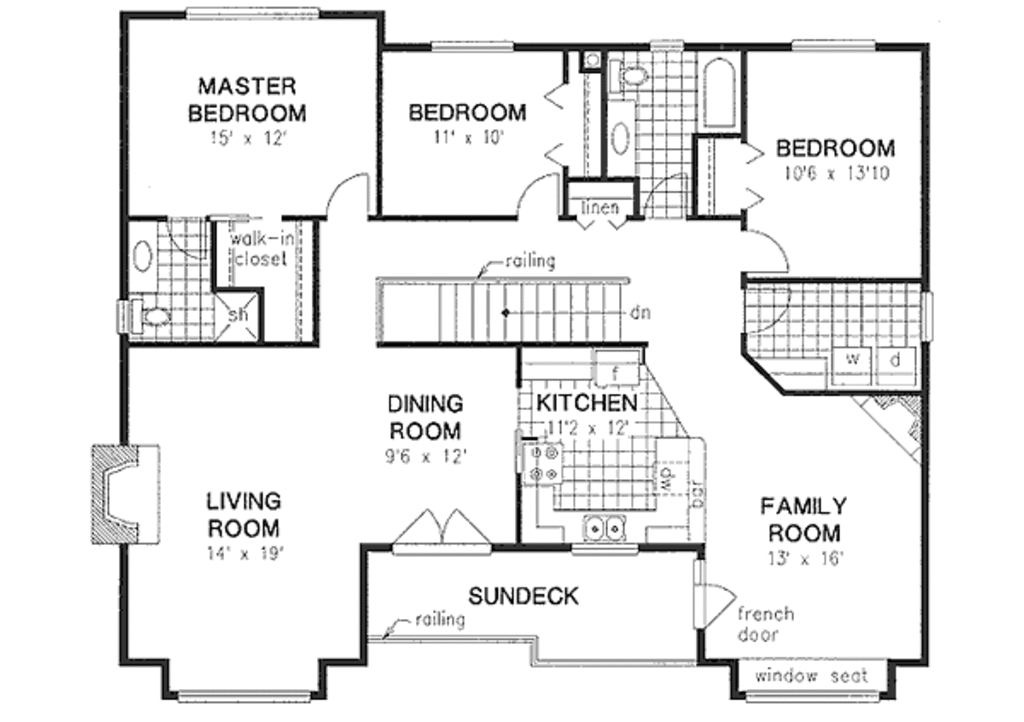 MASTER
BEDROOM
15' x 12'
BEDROOM
11' x 10'
BEDROOM
10'6 x 13'10
linen
walk-in
closet
railing
sh
dn
w
d
f
DINING
ROOM
9'6 x 12'
KITCHEN
11'2 x 12'
dw
bar
LIVING
ROOM
14' x 19'
FAMILY
ROOM
13' x 16'
SUNDECK
railing
french
door
window seat